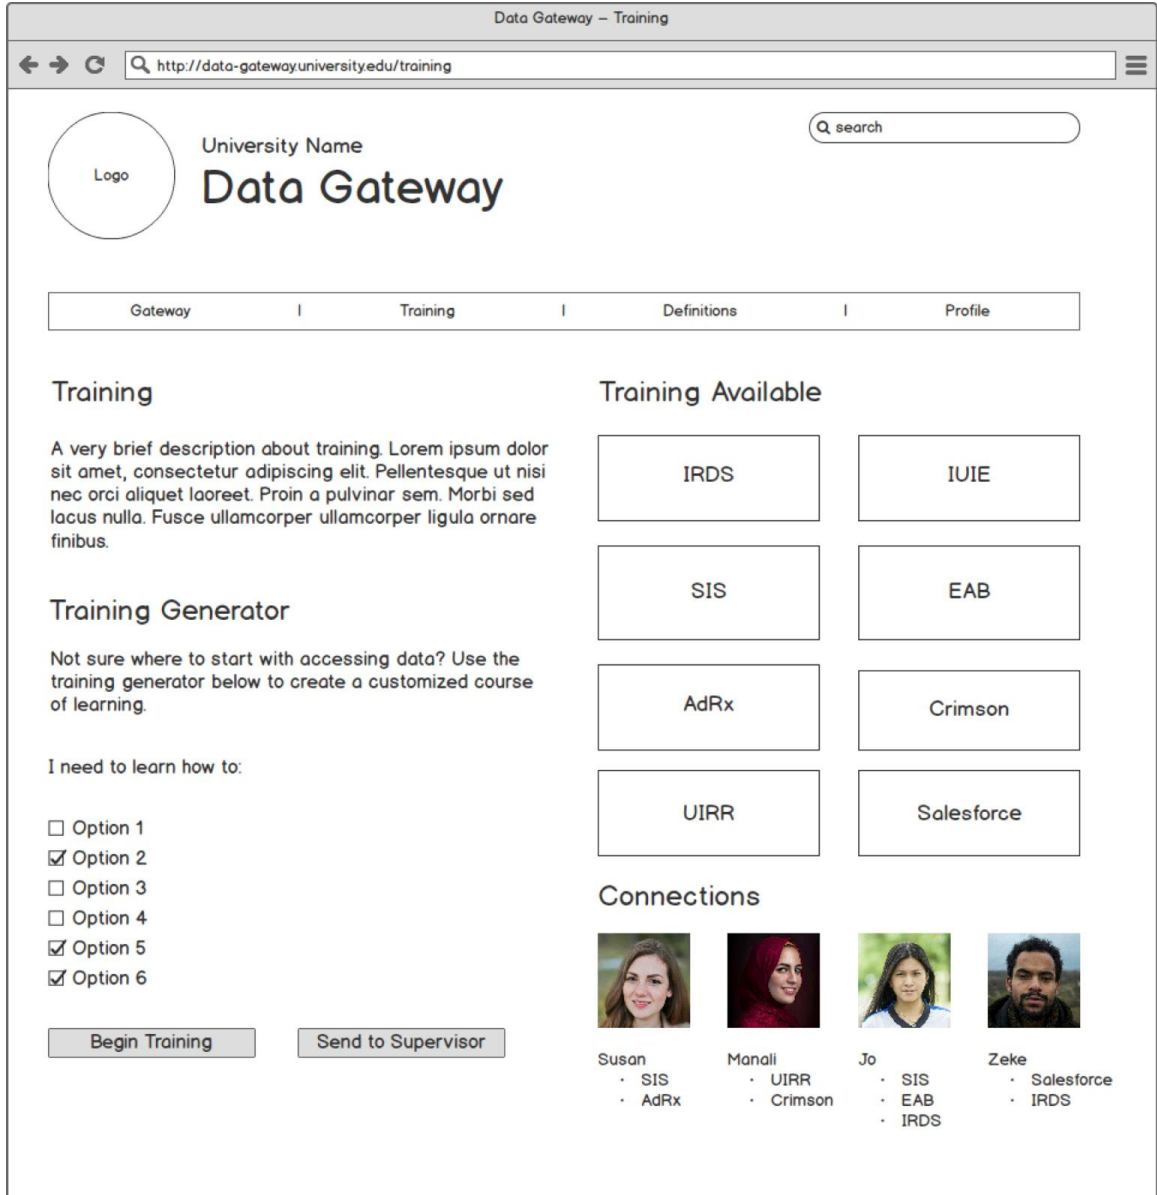 Data Gateway – Training
http://data-gateway.university.edu/training
Logo
University Name
Data Gateway
search
Gateway | Training | Definitions | Profile
Training
A very brief description about training. Lorem ipsum dolor
sit amet, consectetur adipiscing elit. Pellentesque ut nisi
nec orci aliquet laoreet. Proin a pulvinar sem. Morbi sed
lacus nulla. Fusce ullamcorper ullamcorper ligula ornare
finibus.
Training Generator
Not sure where to start with accessing data? Use the
training generator below to create a customized course
of learning.
I need to learn how to:
Option 1
Option 2
Option 3
Option 4
Option 5
Option 6
Begin Training
Send to Supervisor
Training Available
IRDS
IUIE
SIS
EAB
AdRx
Crimson
UIRR
Salesforce
Connections
Susan
· SIS
· AdRx
Manali
· UIRR
· Crimson
Jo
· SIS
· EAB
· IRDS
Zeke
· Salesforce
· IRDS